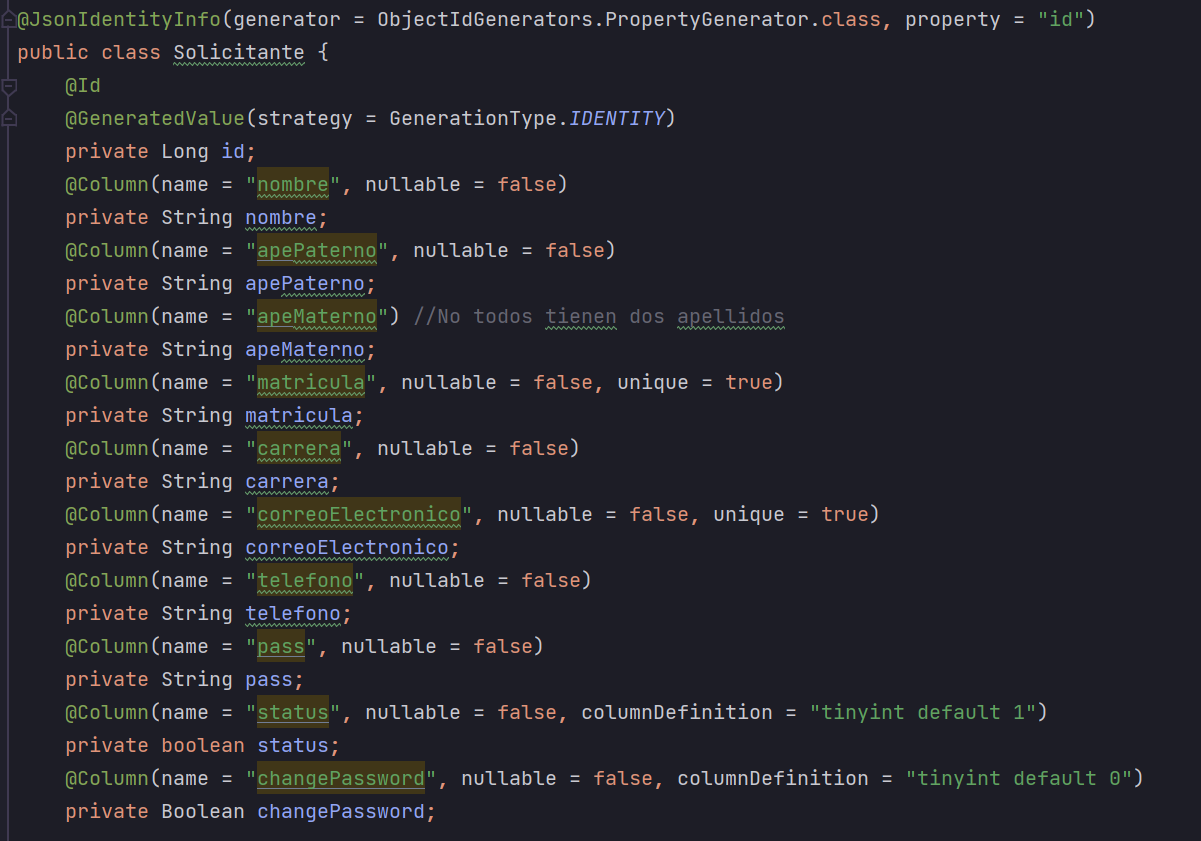 @JsonIdentityInfo(generator = ObjectIdGenerators.PropertyGenerator.class, property = "id")
public class Solicitante {
@Id
@GeneratedValue(strategy = GenerationType.IDENTITY)
private Long id;
@Column(name = "nombre", nullable = false)
private String nombre;
@Column(name = "apePaterno", nullable = false)
private String apePaterno;
@Column(name = "apeMaterno") //No todos tienen dos apellidos
private String apeMaterno;
@Column(name = "matricula", nullable = false, unique = true)
private String matricula;
@Column(name = "carrera", nullable = false)
private String carrera;
@Column(name = "correoElectronico", nullable = false, unique = true)
private String correoElectronico;
@Column(name = "telefono", nullable = false)
private String telefono;
@Column(name = "pass", nullable = false)
private String pass;
@Column(name = "status", nullable = false, columnDefinition = "tinyint default 1")
private boolean status;
@Column(name = "changePassword", nullable = false, columnDefinition = "tinyint default 0")
private Boolean changePassword;